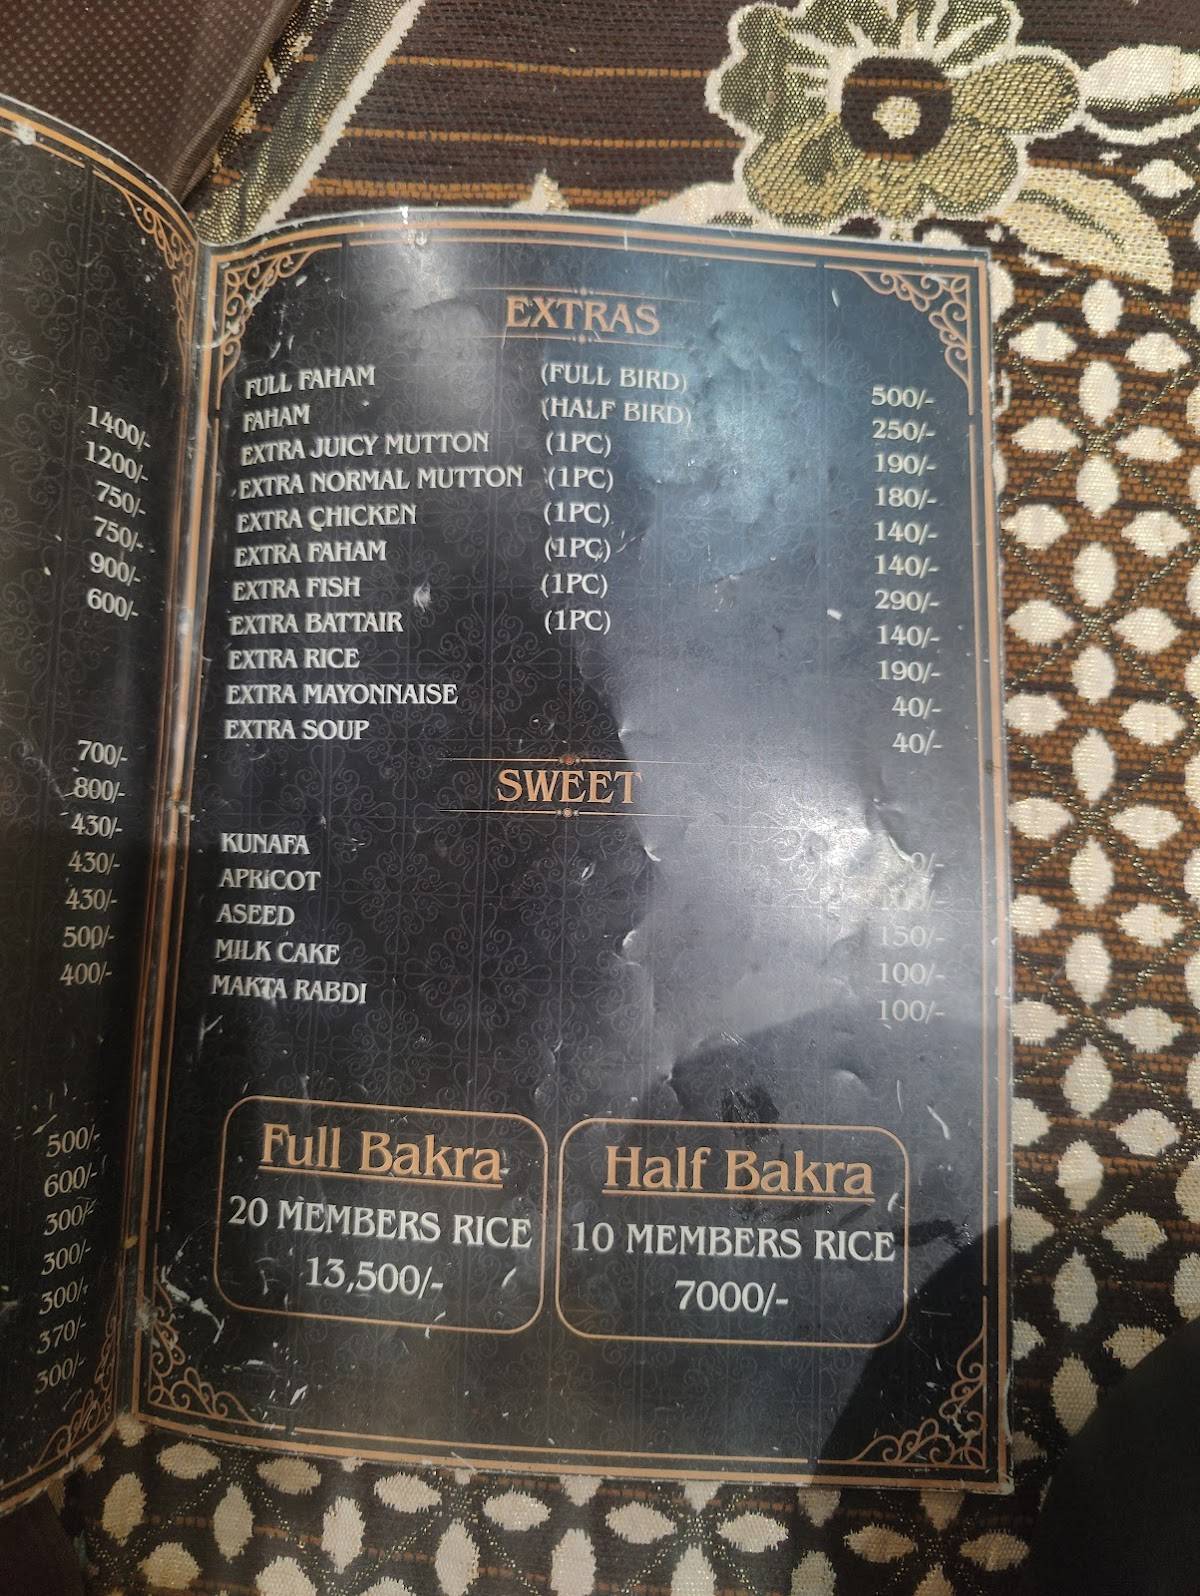 1400/-
1200/-
750/-
750/-
900/-
600/-
700/-
800/-
430/-
430/-
430/-
500/-
400/-
500/-
600/-
300/-
300/-
300/-
370/-
300/-
EXTRAS
FULL FAHAM (FULL BIRD) 500/-
FAHAM (HALF BIRD) 250/-
EXTRA JUICY MUTTON (1PC) 190/-
EXTRA NORMAL MUTTON (1PC) 180/-
EXTRA CHICKEN (1PC) 140/-
EXTRA FAHAM (1PC) 140/-
EXTRA FISH (1PC) 290/-
EXTRA BATTAIR (1PC) 140/-
EXTRA RICE 190/-
EXTRA MAYONNAISE 40/-
EXTRA SOUP 40/-
SWEET
KUNAFA
APRICOT
ASEED 150/-
MILK CAKE 100/-
MAKTA RABDI 100/-
Full Bakra
20 MEMBERS RICE
13,500/-
Half Bakra
10 MEMBERS RICE
7000/-